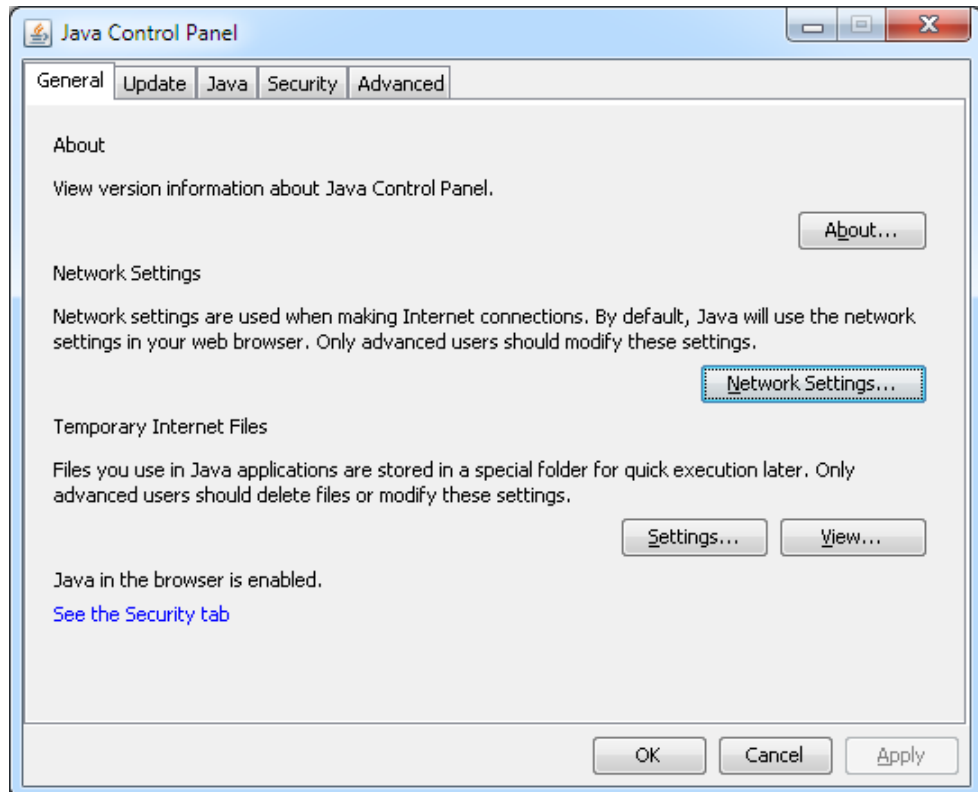 Java Control Panel
General Update Java Security Advanced
About
View version information about Java Control Panel.
About...
Network Settings
Network settings are used when making Internet connections. By default, Java will use the network
settings in your web browser. Only advanced users should modify these settings.
Network Settings...
Temporary Internet Files
Files you use in Java applications are stored in a special folder for quick execution later. Only
advanced users should delete files or modify these settings.
Settings... View...
Java in the browser is enabled.
See the Security tab
OK Cancel Apply